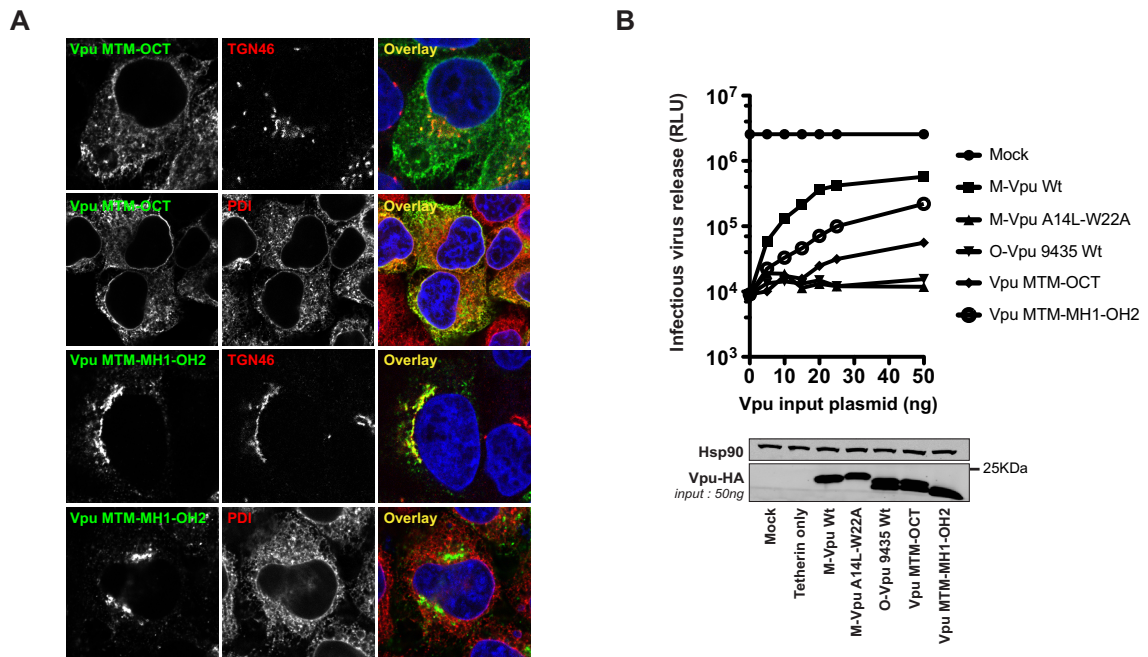 A
Vpu MTM-OCT
TGN46
Overlay
Vpu MTM-OCT
PDI
Overlay
Vpu MTM-MH1-OH2
TGN46
Overlay
Vpu MTM-MH1-OH2
PDI
Overlay
B
Infectious virus release (RLU)
10⁷
10⁶
10⁵
10⁴
10³
0 10 20 30 40 50
Vpu input plasmid (ng)
Mock
M-Vpu Wt
M-Vpu A14L-W22A
O-Vpu 9435 Wt
Vpu MTM-OCT
Vpu MTM-MH1-OH2
Hsp90
Vpu-HA
input : 50ng
25KDa
Mock
Tetherin only
M-Vpu Wt
M-Vpu A14L-W22A
O-Vpu 9435 Wt
Vpu MTM-OCT
Vpu MTM-MH1-OH2